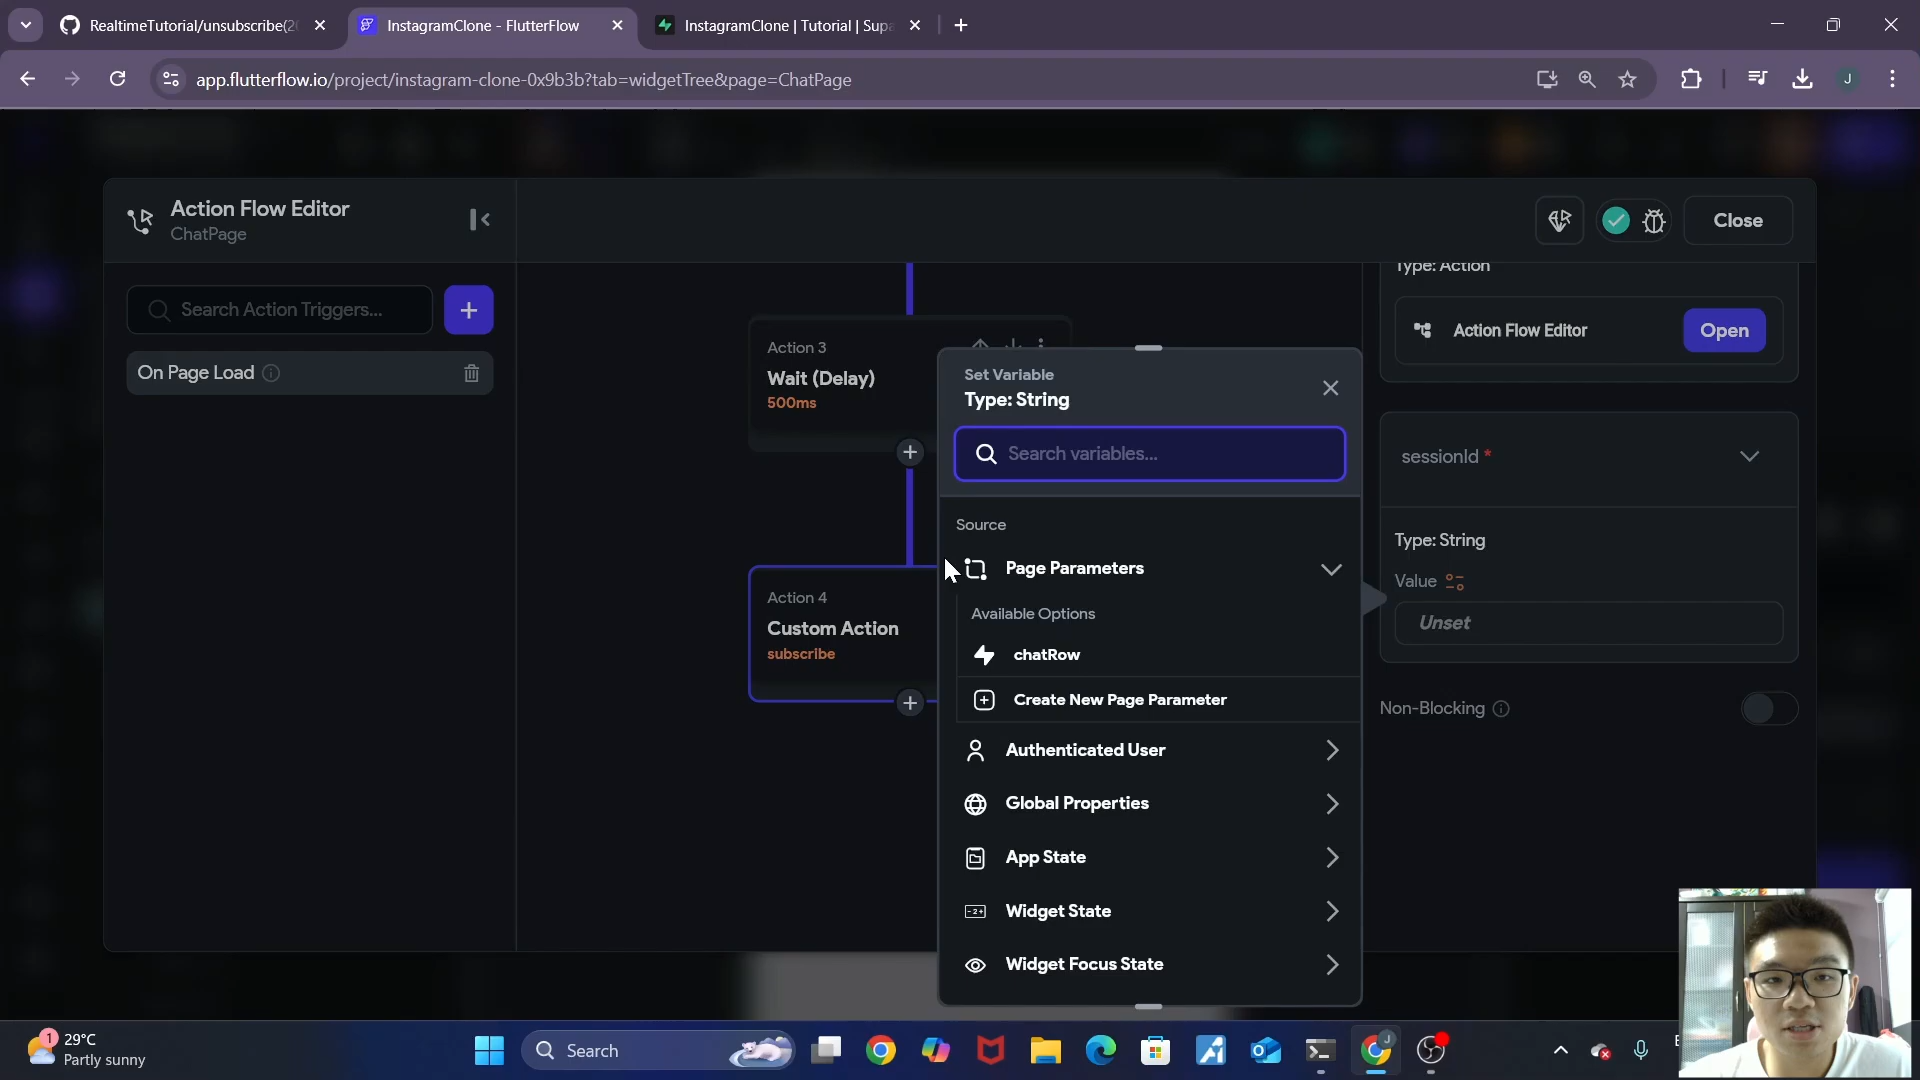 RealtimeTutorial/unsubscribe(2
InstagramClone - FlutterFlow
InstagramClone | Tutorial | Supa
app.flutterflow.io/project/instagram-clone-0x9b3b?tab=widgetTree&page=ChatPage
J
Action Flow Editor
ChatPage
Close
Search Action Triggers...
On Page Load
Type: Action
Action Flow Editor
Open
Action 3
Wait (Delay)
500ms
Set Variable
Type: String
Search variables...
sessionId *
Source
Type: String
Page Parameters
Value
Available Options
Unset
Action 4
Custom Action
subscribe
chatRow
Create New Page Parameter
Non-Blocking
Authenticated User
Global Properties
App State
Widget State
Widget Focus State
1
29°C
Partly sunny
Search